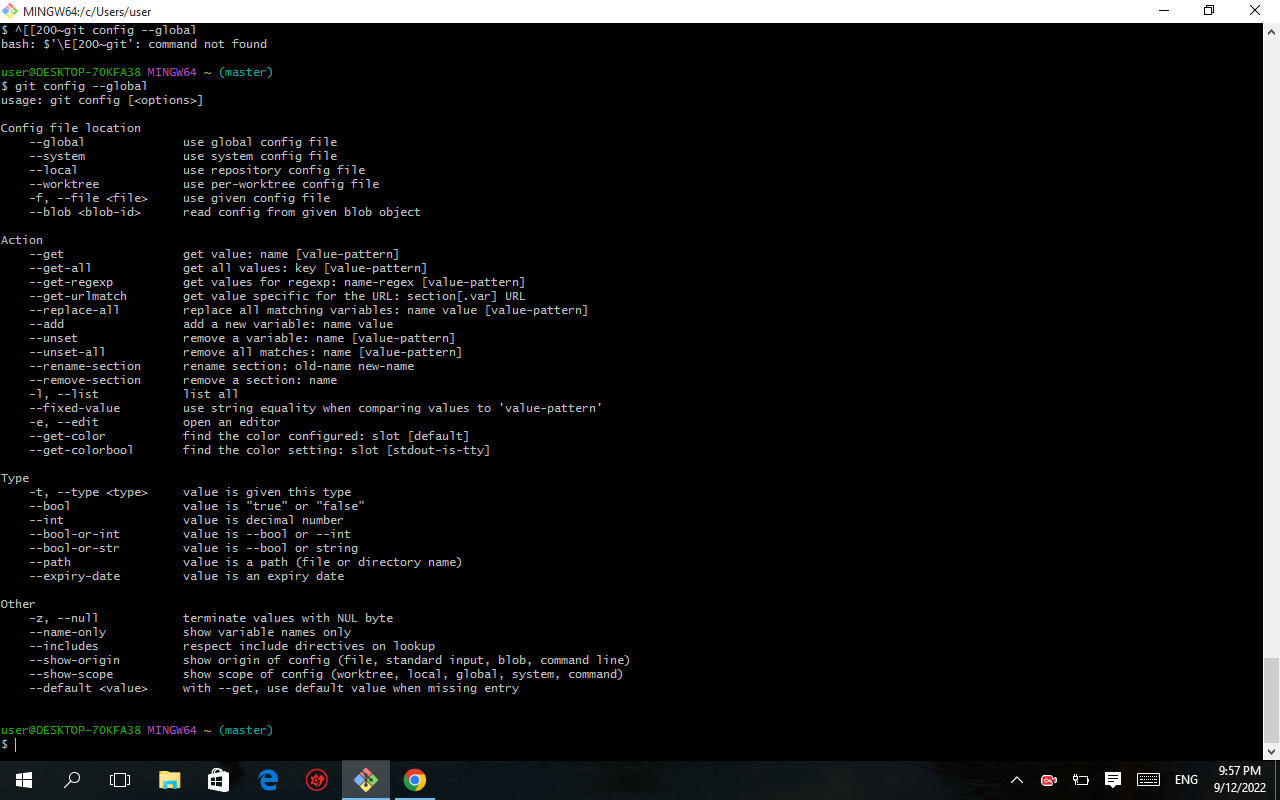 MINGW64:/c/Users/user
$ ^[[200~git config --global
bash: $'\E[200~git': command not found
user@DESKTOP-7OKFA38 MINGW64 ~ (master)
$ git config --global
usage: git config [<options>]
Config file location
    --global              use global config file
    --system              use system config file
    --local               use repository config file
    --worktree            use per-worktree config file
    -f, --file <file>     use given config file
    --blob <blob-id>      read config from given blob object
Action
    --get                 get value: name [value-pattern]
    --get-all             get all values: key [value-pattern]
    --get-regexp          get values for regexp: name-regex [value-pattern]
    --get-urlmatch        get value specific for the URL: section[.var] URL
    --replace-all         replace all matching variables: name value [value-pattern]
    --add                 add a new variable: name value
    --unset               remove a variable: name [value-pattern]
    --unset-all           remove all matches: name [value-pattern]
    --rename-section      rename section: old-name new-name
    --remove-section      remove a section: name
    -l, --list            list all
    --fixed-value         use string equality when comparing values to 'value-pattern'
    -e, --edit            open an editor
    --get-color           find the color configured: slot [default]
    --get-colorbool       find the color setting: slot [stdout-is-tty]
Type
    -t, --type <type>     value is given this type
    --bool                value is "true" or "false"
    --int                 value is decimal number
    --bool-or-int         value is --bool or --int
    --bool-or-str         value is --bool or string
    --path                value is a path (file or directory name)
    --expiry-date         value is an expiry date
Other
    -z, --null            terminate values with NUL byte
    --name-only           show variable names only
    --includes            respect include directives on lookup
    --show-origin         show origin of config (file, standard input, blob, command line)
    --show-scope          show scope of config (worktree, local, global, system, command)
    --default <value>     with --get, use default value when missing entry
user@DESKTOP-7OKFA38 MINGW64 ~ (master)
$
ENG
9:57 PM
9/12/2022